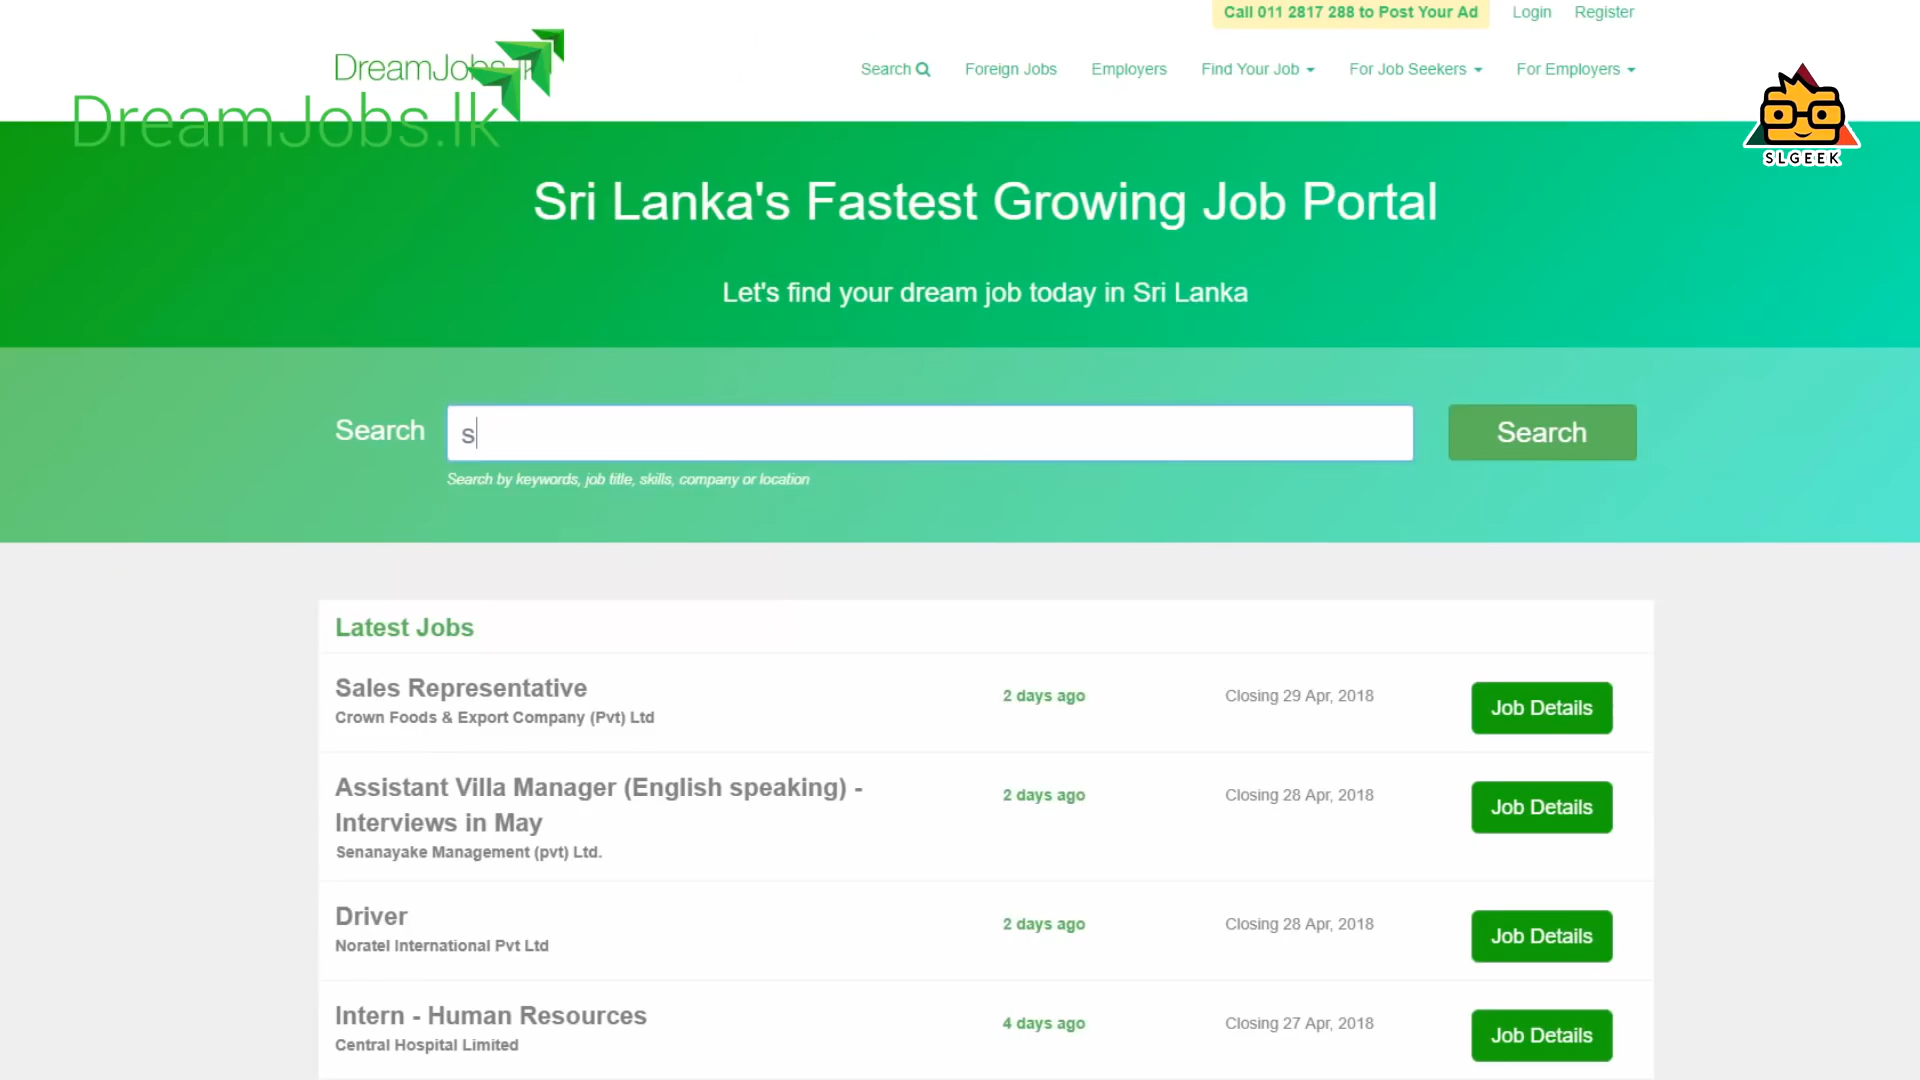 Call 011 2817 288 to Post Your Ad Login Register
DreamJobs.lk
Search Foreign Jobs Employers Find Your Job For Job Seekers For Employers
DreamJobs.lk
SLGEEK
Sri Lanka's Fastest Growing Job Portal
Let's find your dream job today in Sri Lanka
Search s Search
Search by keywords, job title, skills, company or location
Latest Jobs
Sales Representative
Crown Foods & Export Company (Pvt) Ltd
2 days ago Closing 29 Apr, 2018 Job Details
Assistant Villa Manager (English speaking) -
Interviews in May
Senanayake Management (pvt) Ltd.
2 days ago Closing 28 Apr, 2018 Job Details
Driver
Noratel International Pvt Ltd
2 days ago Closing 28 Apr, 2018 Job Details
Intern - Human Resources
Central Hospital Limited
4 days ago Closing 27 Apr, 2018 Job Details